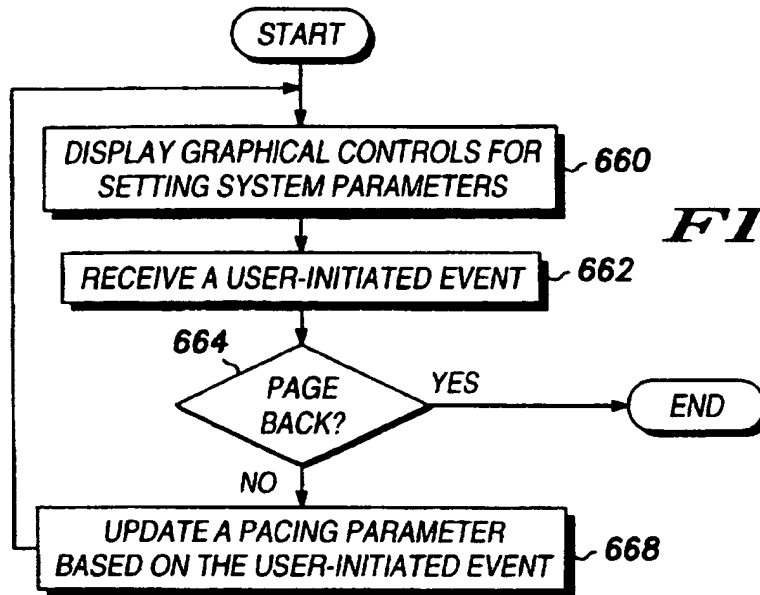 START
DISPLAY GRAPHICAL CONTROLS FOR
SETTING SYSTEM PARAMETERS
660
FI
RECEIVE A USER-INITIATED EVENT
662
664
PAGE
BACK?
YES
END
NO
UPDATE A PACING PARAMETER
BASED ON THE USER-INITIATED EVENT
668